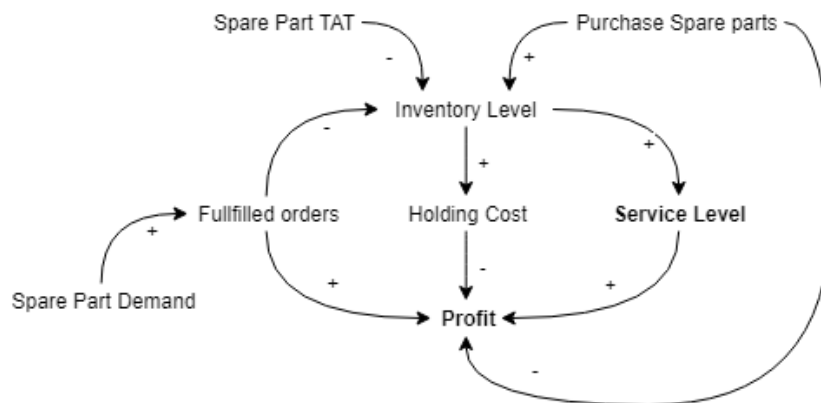 Spare Part TAT
Purchase Spare parts
-
+
Inventory Level
-
+
+
Fullfilled orders
Holding Cost
Service Level
+
Spare Part Demand
+
-
+
Profit
-